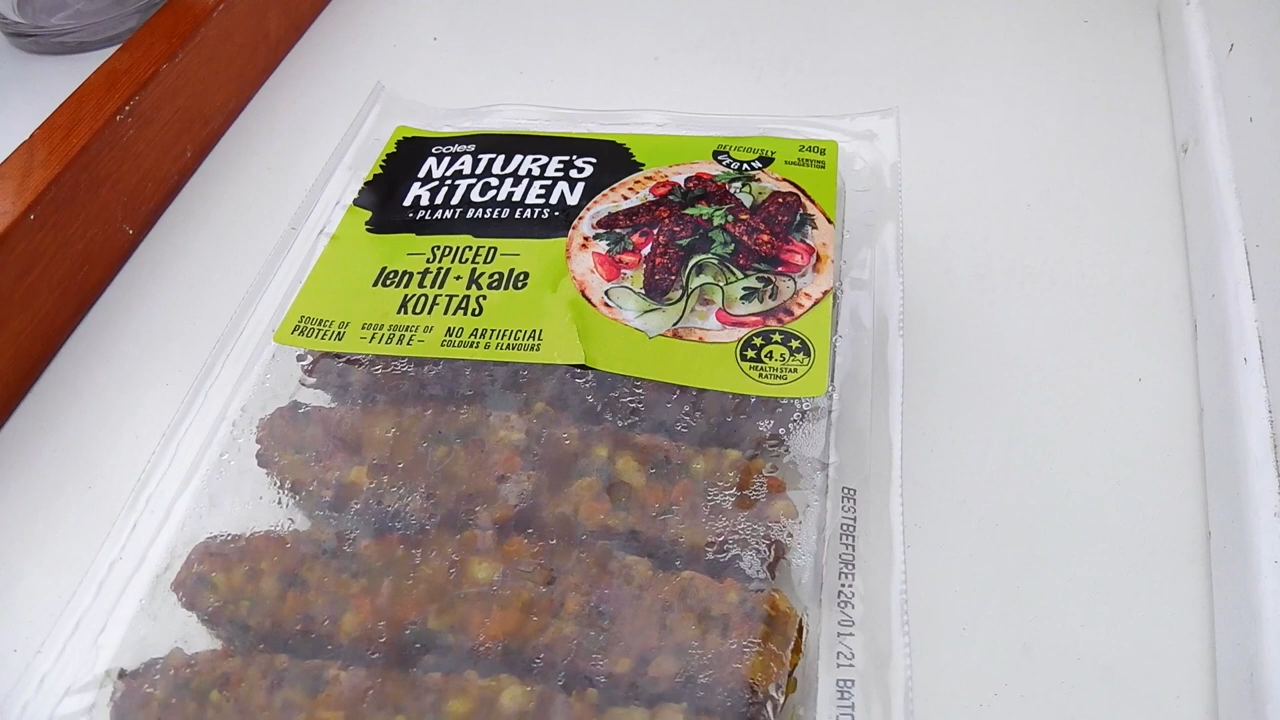 coles
NATURE'S
KiTCHEN
• PLANT BASED EATS •
DELICIOUSLY
VEGAN
240g
SERVING
SUGGESTION
—SPICED—
lentil + kale
KOFTAS
SOURCE OF
PROTEIN
GOOD SOURCE OF
–FIBRE–
NO ARTIFICIAL
COLOURS & FLAVOURS
4.5
HEALTH STAR
RATING
BESTBEFORE:26/01/21